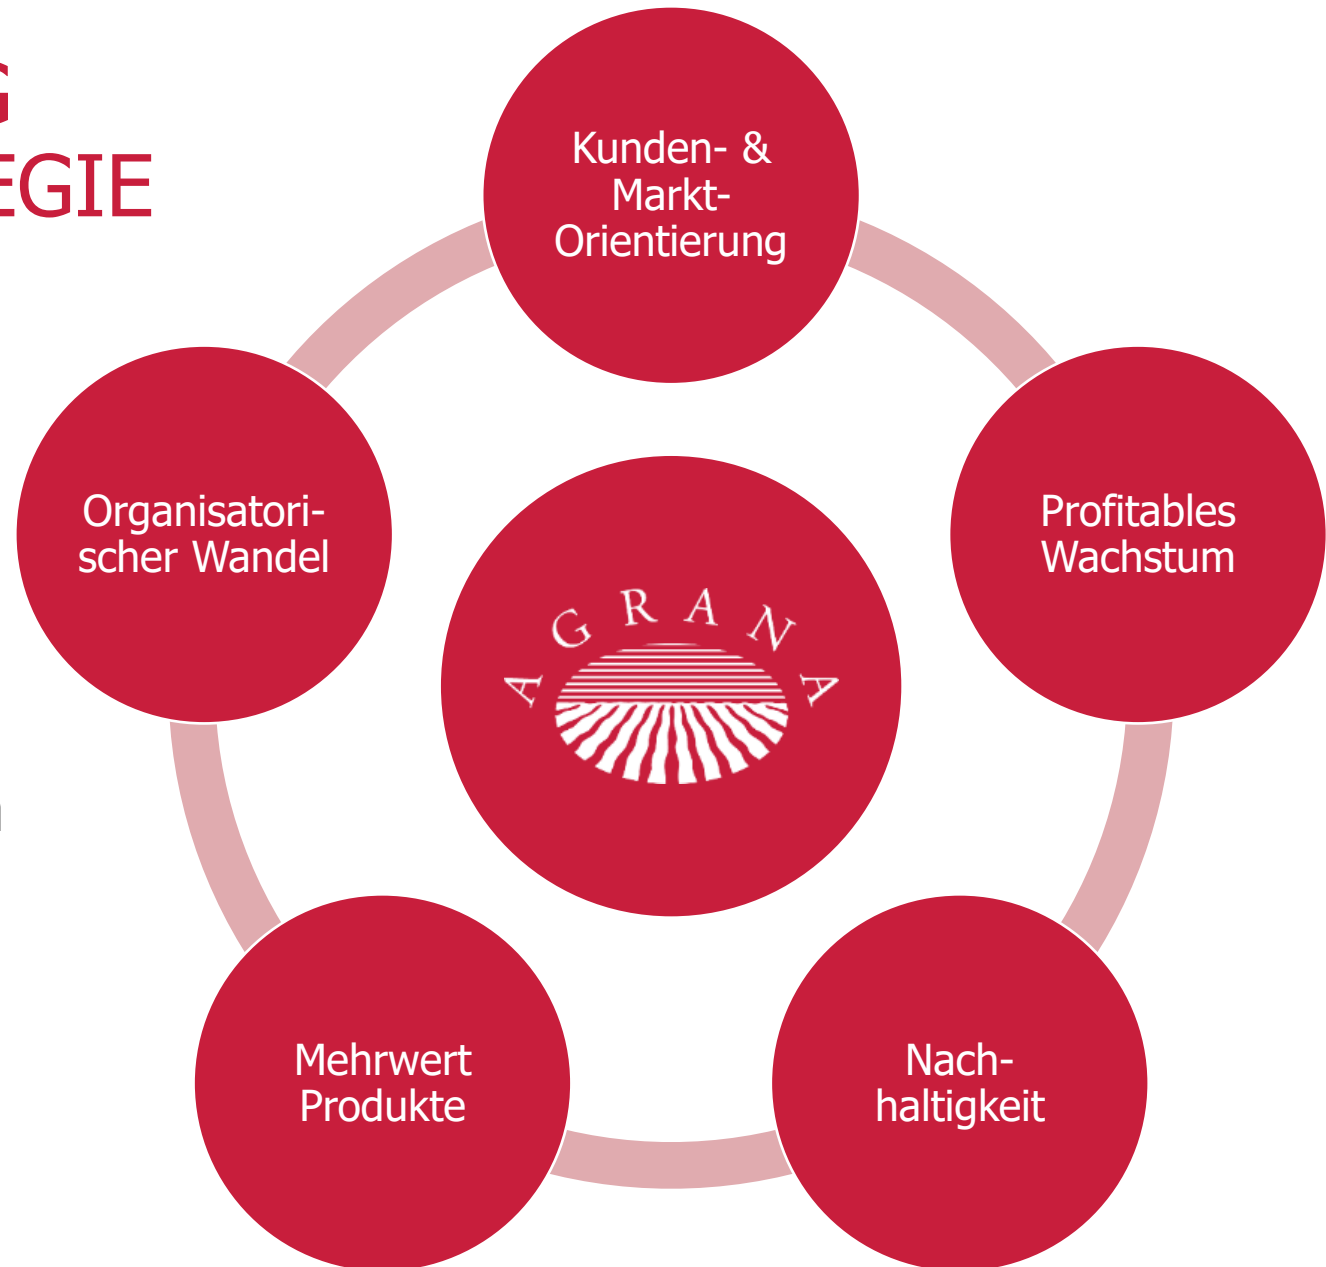 G
EGIE
Kunden- &
Markt-
Orientierung
Organisatori-
scher Wandel
Profitables
Wachstum
AGRANA
Mehrwert
Produkte
Nach-
haltigkeit